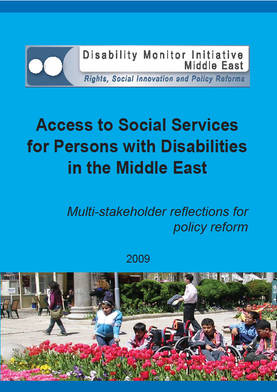 Disability Monitor Initiative
Middle East
Rights, Social Innovation and Policy Reforms
Access to Social Services
for Persons with Disabilities
in the Middle East
Multi-stakeholder reflections for
policy reform
2009